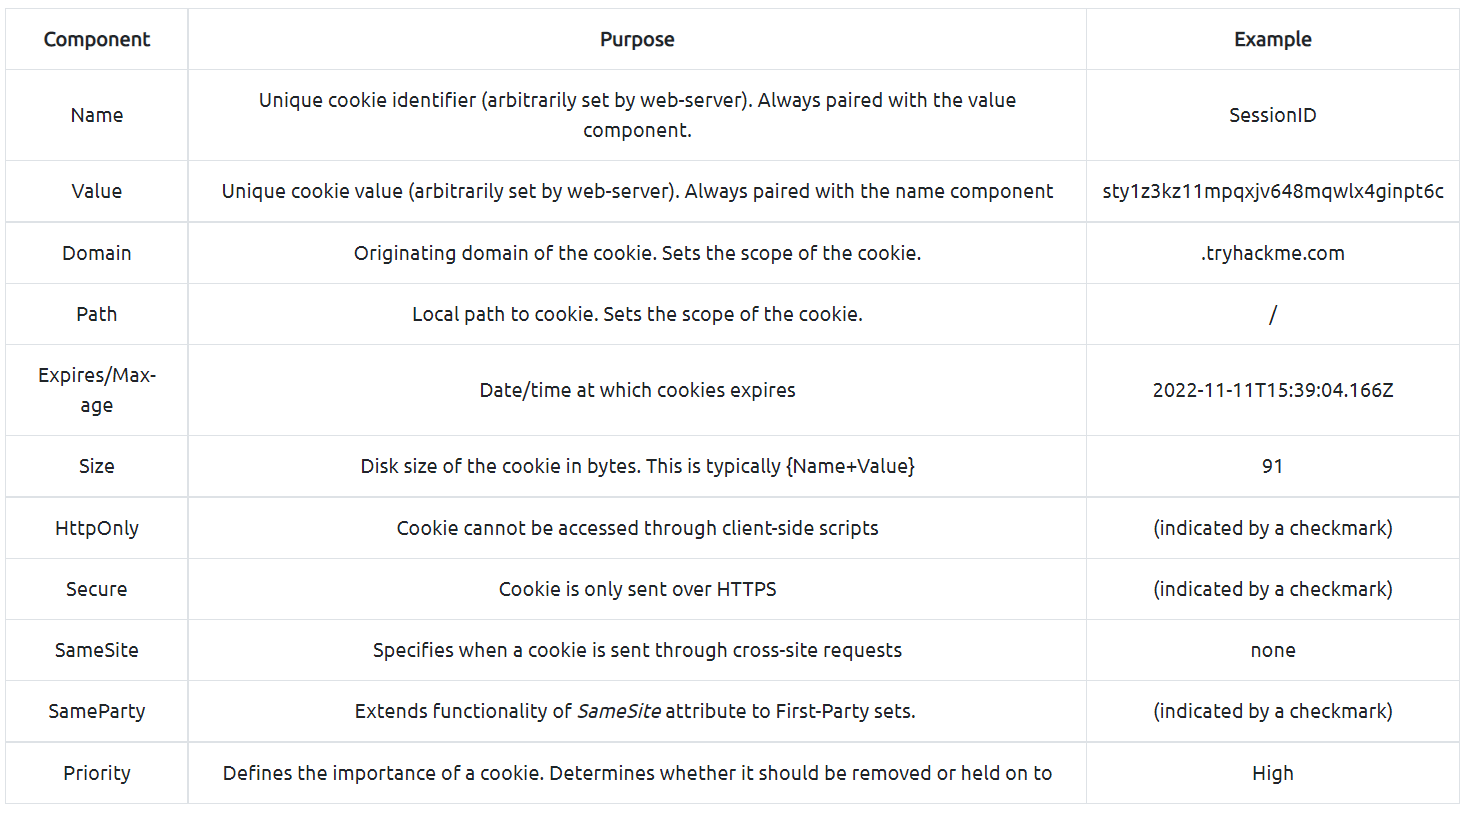 Component Purpose Example
Name Unique cookie identifier (arbitrarily set by web-server). Always paired with the value component. SessionID
Value Unique cookie value (arbitrarily set by web-server). Always paired with the name component sty1z3kz11mpqxjv648mqwlx4ginpt6c
Domain Originating domain of the cookie. Sets the scope of the cookie. .tryhackme.com
Path Local path to cookie. Sets the scope of the cookie. /
Expires/Max-age Date/time at which cookies expires 2022-11-11T15:39:04.166Z
Size Disk size of the cookie in bytes. This is typically {Name+Value} 91
HttpOnly Cookie cannot be accessed through client-side scripts (indicated by a checkmark)
Secure Cookie is only sent over HTTPS (indicated by a checkmark)
SameSite Specifies when a cookie is sent through cross-site requests none
SameParty Extends functionality of SameSite attribute to First-Party sets. (indicated by a checkmark)
Priority Defines the importance of a cookie. Determines whether it should be removed or held on to High